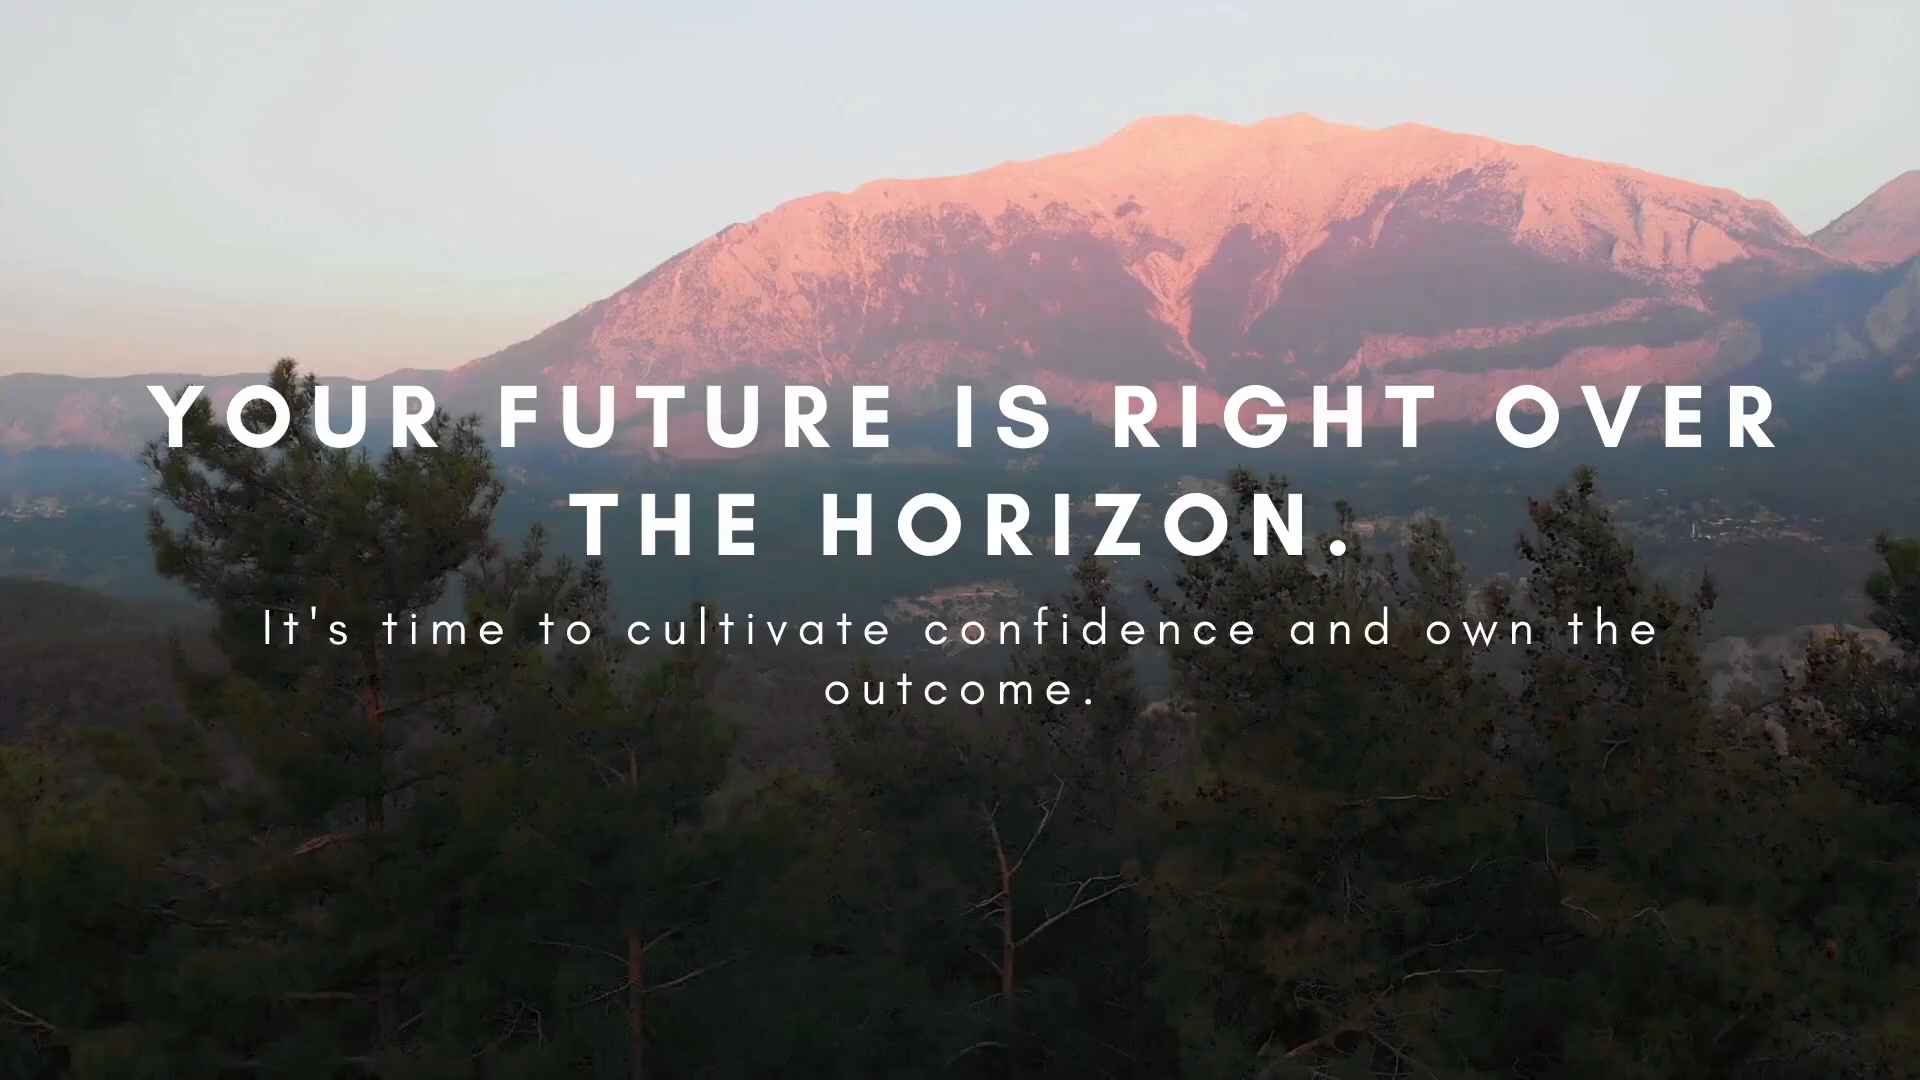 YOUR FUTURE IS RIGHT OVER
THE HORIZON.
It's time to cultivate confidence and own the
outcome.